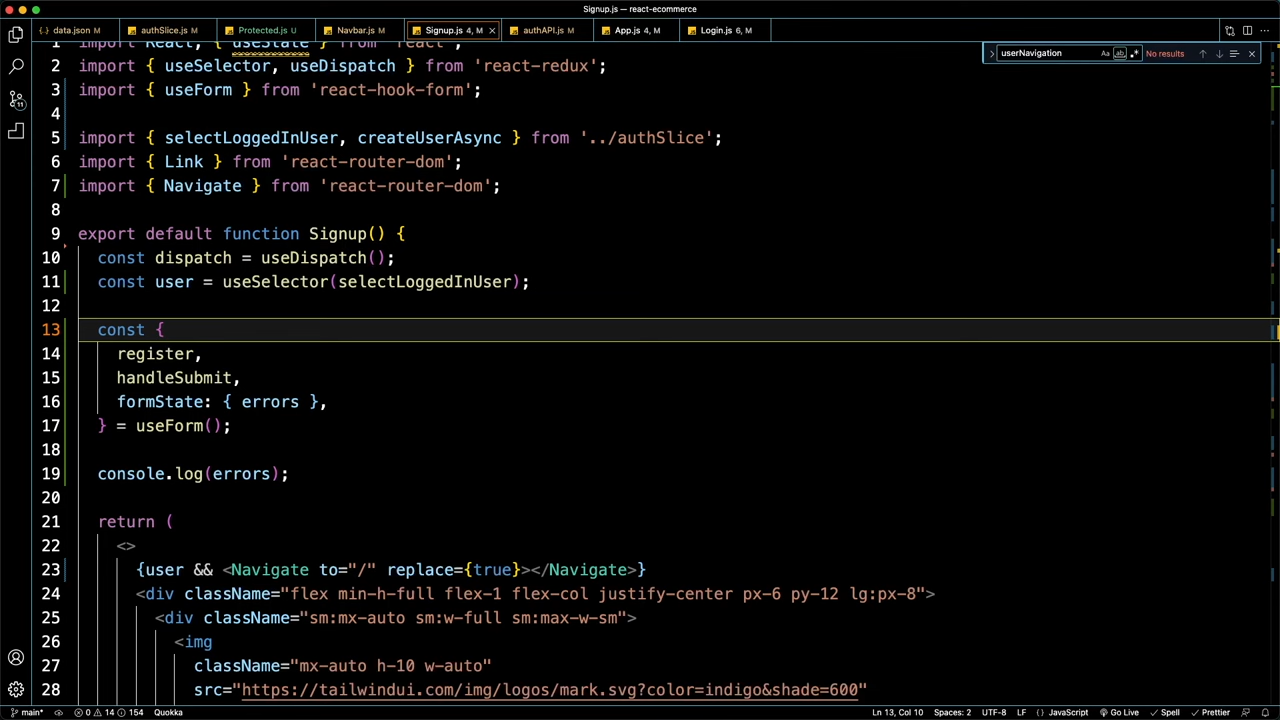 Signup.js — react-ecommerce
data.json M
authSlice.js M
Protected.js U
Navbar.js M
Signup.js 4, M
authAPI.js M
App.js 4, M
Login.js 6, M
userNavigation
Aa
ab
No results
1 import React, { useState } from 'react';
2 import { useSelector, useDispatch } from 'react-redux';
3 import { useForm } from 'react-hook-form';
4
5 import { selectLoggedInUser, createUserAsync } from '../authSlice';
6 import { Link } from 'react-router-dom';
7 import { Navigate } from 'react-router-dom';
8
9 export default function Signup() {
10 const dispatch = useDispatch();
11 const user = useSelector(selectLoggedInUser);
12
13 const {
14 register,
15 handleSubmit,
16 formState: { errors },
17 } = useForm();
18
19 console.log(errors);
20
21 return (
22 <>
23 {user && <Navigate to="/" replace={true}></Navigate>}
24 <div className="flex min-h-full flex-1 flex-col justify-center px-6 py-12 lg:px-8">
25 <div className="sm:mx-auto sm:w-full sm:max-w-sm">
26 <img
27 className="mx-auto h-10 w-auto"
28 src="https://tailwindui.com/img/logos/mark.svg?color=indigo&shade=600"
11
main* 0 14 154 Quokka Ln 13, Col 10 Spaces: 2 UTF-8 LF { } JavaScript Go Live Spell Prettier